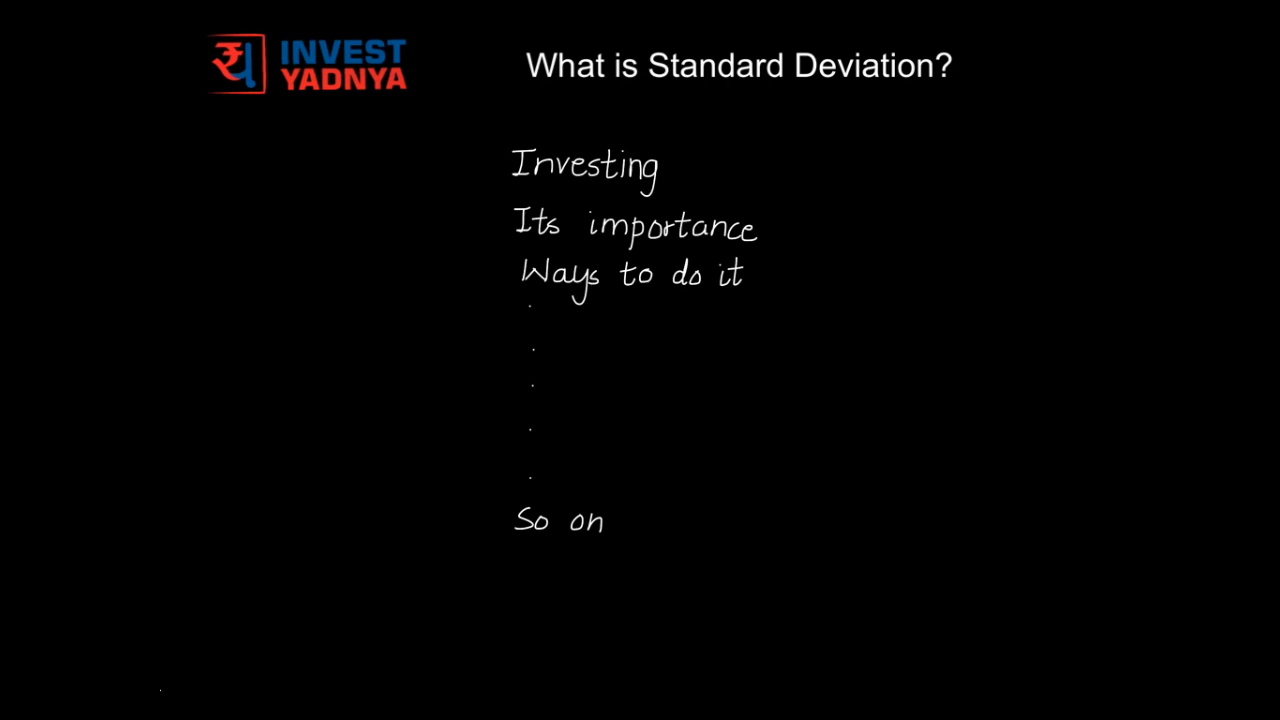 INVEST
YADNYA
What is Standard Deviation?
Investing
Its importance
Ways to do it
.
.
.
.
.
So on